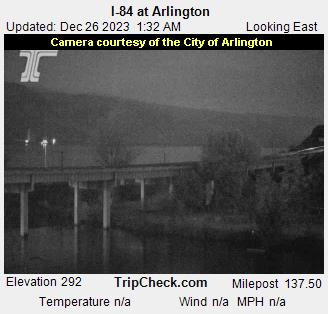 I-84 at Arlington
Updated: Dec 26 2023 1:32 AM Looking East
Camera courtesy of the City of Arlington
Elevation 292 TripCheck.com Milepost 137.50
Temperature n/a Wind n/a MPH n/a